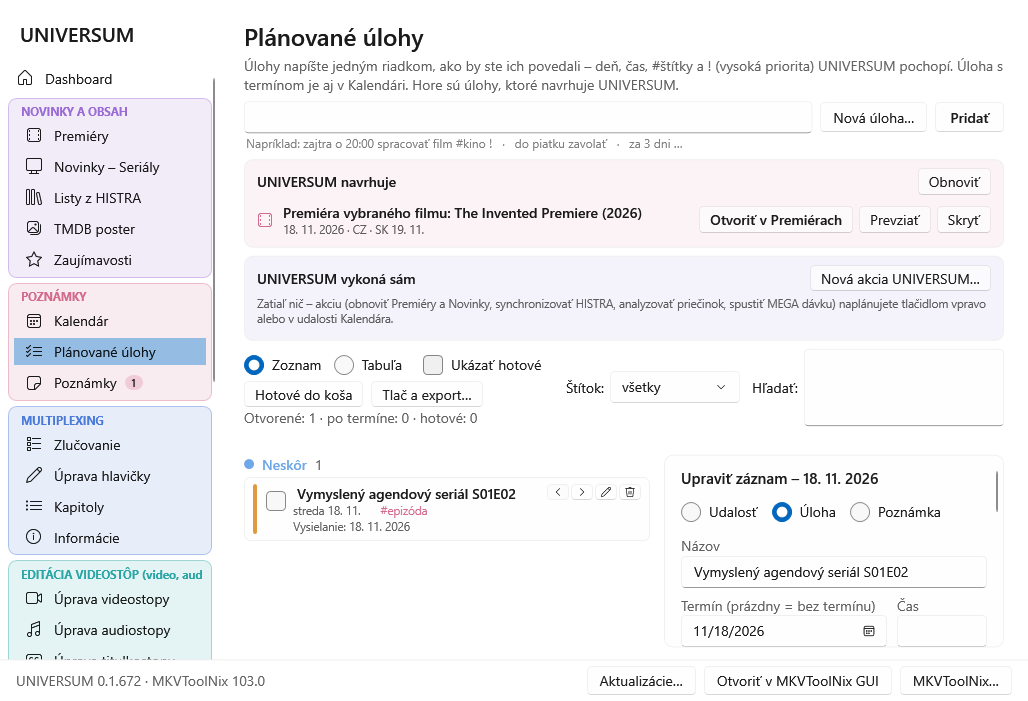 UNIVERSUM
Dashboard
NOVINKY A OBSAH
Premiéry
Novinky – Seriály
Listy z HISTRA
TMDB poster
Zaujímavosti
POZNÁMKY
Kalendár
Plánované úlohy
Poznámky 1
MULTIPLEXING
Zlučovanie
Úprava hlavičky
Kapitoly
Informácie
EDITÁCIA VIDEOSTÔP (video, aud
Úprava videostopy
Úprava audiostopy
Plánované úlohy
Úlohy napíšte jedným riadkom, ako by ste ich povedali – deň, čas, #štítky a ! (vysoká priorita) UNIVERSUM pochopí. Úloha s
termínom je aj v Kalendári. Hore sú úlohy, ktoré navrhuje UNIVERSUM.
Nová úloha... Pridať
Napríklad: zajtra o 20:00 spracovať film #kino ! · do piatku zavolať · za 3 dni ...
UNIVERSUM navrhuje Obnoviť
Premiéra vybraného filmu: The Invented Premiere (2026)
18. 11. 2026 · CZ · SK 19. 11.
Otvoriť v Premiérach Prevziať Skryť
UNIVERSUM vykoná sám Nová akcia UNIVERSUM...
Zatiaľ nič – akciu (obnoviť Premiéry a Novinky, synchronizovať HISTRA, analyzovať priečinok, spustiť MEGA dávku) naplánujete tlačidlom vpravo
alebo v udalosti Kalendára.
Zoznam Tabuľa Ukázať hotové
Hotové do koša Tlač a export...
Štítok: všetky Hľadať:
Otvorené: 1 · po termíne: 0 · hotové: 0
Neskôr 1
Vymyslený agendový seriál S01E02
streda 18. 11. #epizóda
Vysielanie: 18. 11. 2026
Upraviť záznam – 18. 11. 2026
Udalosť Úloha Poznámka
Názov
Vymyslený agendový seriál S01E02
Termín (prázdny = bez termínu) Čas
11/18/2026
UNIVERSUM 0.1.672 · MKVToolNix 103.0
Aktualizácie... Otvoriť v MKVToolNix GUI MKVToolNix...